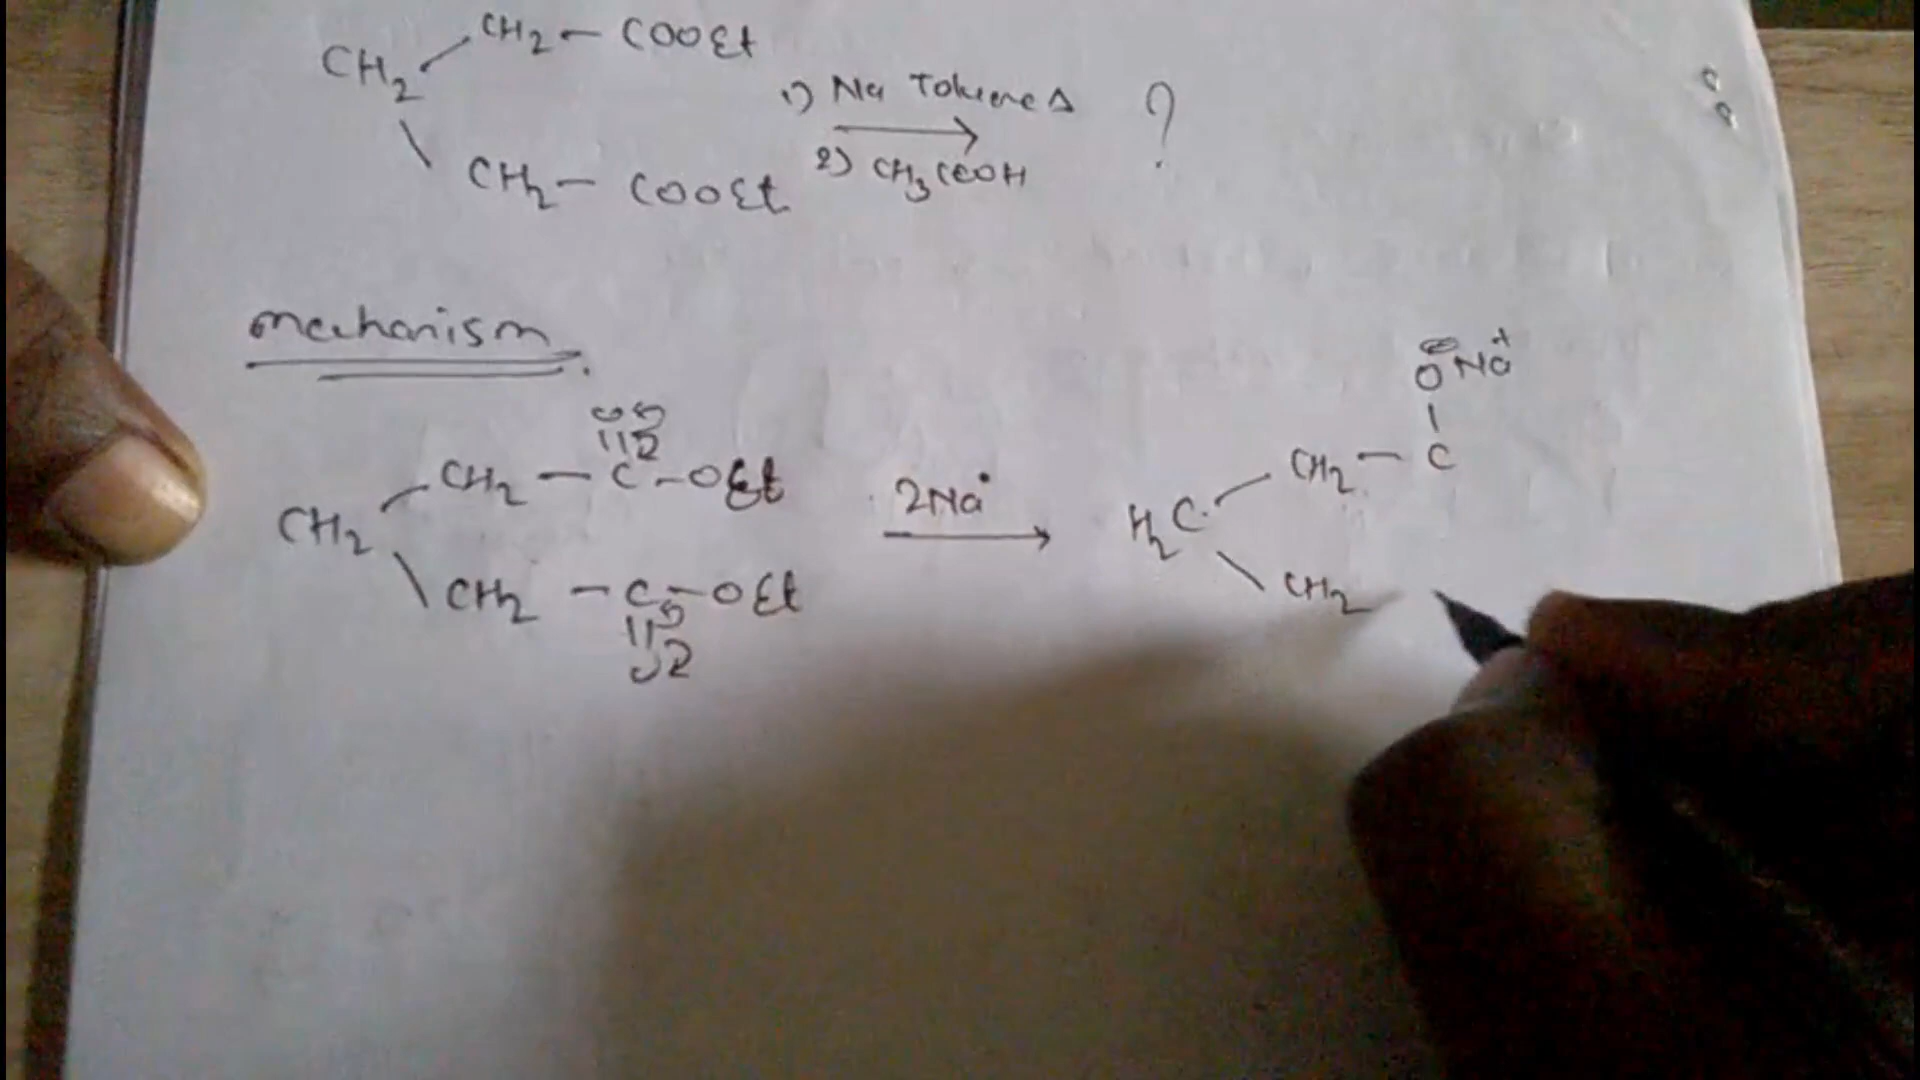 CH2 - CH2 - COOEt
1) Na Toluene Δ ?
2) CH3COOH
CH2 - COOEt
mechanism.
O
||
CH2 - C - OEt
CH2
CH2 - C - OEt
||
O
2Na•
⊖
O Na+
|
CH2 - C
H2C
CH2